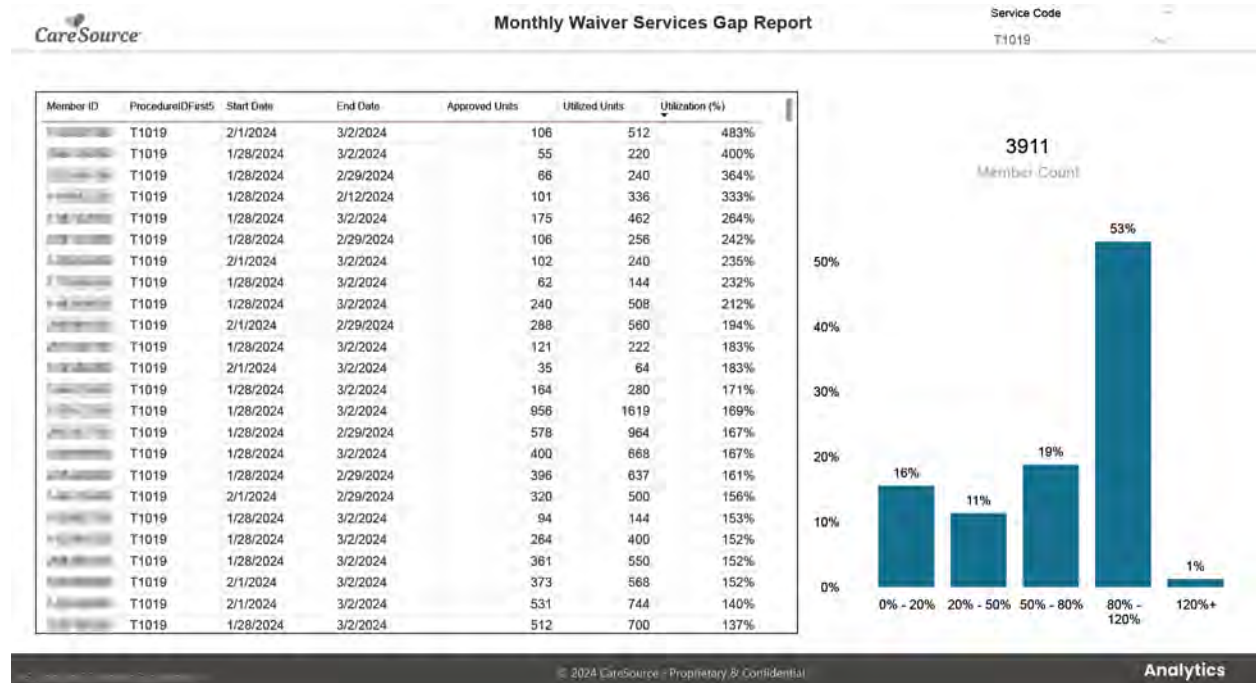 CareSource
Monthly Waiver Services Gap Report
Service Code
T1019
Member ID ProcedureIDFirst5 Start Date End Date Approved Units Utilized Units Utilization (%)
T1019 2/1/2024 3/2/2024 106 512 483%
T1019 1/28/2024 3/2/2024 55 220 400%
T1019 1/28/2024 2/29/2024 66 240 364%
T1019 1/28/2024 2/12/2024 101 336 333%
T1019 1/28/2024 3/2/2024 175 462 264%
T1019 1/28/2024 2/29/2024 106 256 242%
T1019 2/1/2024 3/2/2024 102 240 235%
T1019 1/28/2024 3/2/2024 62 144 232%
T1019 1/28/2024 3/2/2024 240 508 212%
T1019 2/1/2024 2/29/2024 288 560 194%
T1019 1/28/2024 3/2/2024 121 222 183%
T1019 2/1/2024 3/2/2024 35 64 183%
T1019 1/28/2024 3/2/2024 164 280 171%
T1019 1/28/2024 3/2/2024 956 1619 169%
T1019 1/28/2024 2/29/2024 578 964 167%
T1019 1/28/2024 3/2/2024 400 668 167%
T1019 1/28/2024 2/29/2024 396 637 161%
T1019 2/1/2024 2/29/2024 320 500 156%
T1019 1/28/2024 3/2/2024 94 144 153%
T1019 1/28/2024 3/2/2024 264 400 152%
T1019 1/28/2024 3/2/2024 361 550 152%
T1019 2/1/2024 3/2/2024 373 568 152%
T1019 2/1/2024 3/2/2024 531 744 140%
T1019 1/28/2024 3/2/2024 512 700 137%
3911
Member Count
53%
50%
40%
30%
20%
19%
16%
11%
10%
1%
0%
0% - 20% 20% - 50% 50% - 80% 80% - 120% 120%+
© 2024 CareSource - Proprietary & Confidential
Analytics